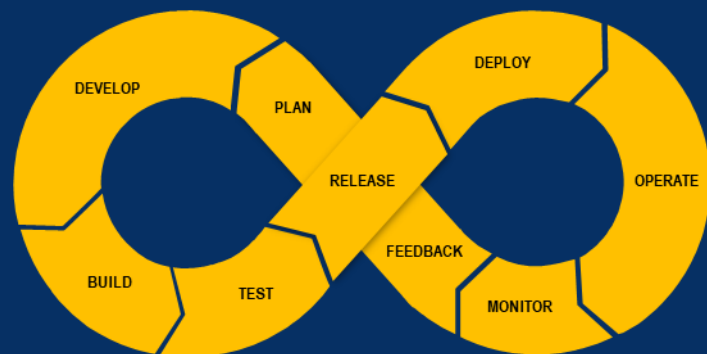 DEVELOP
PLAN
DEPLOY
RELEASE
OPERATE
BUILD
TEST
FEEDBACK
MONITOR